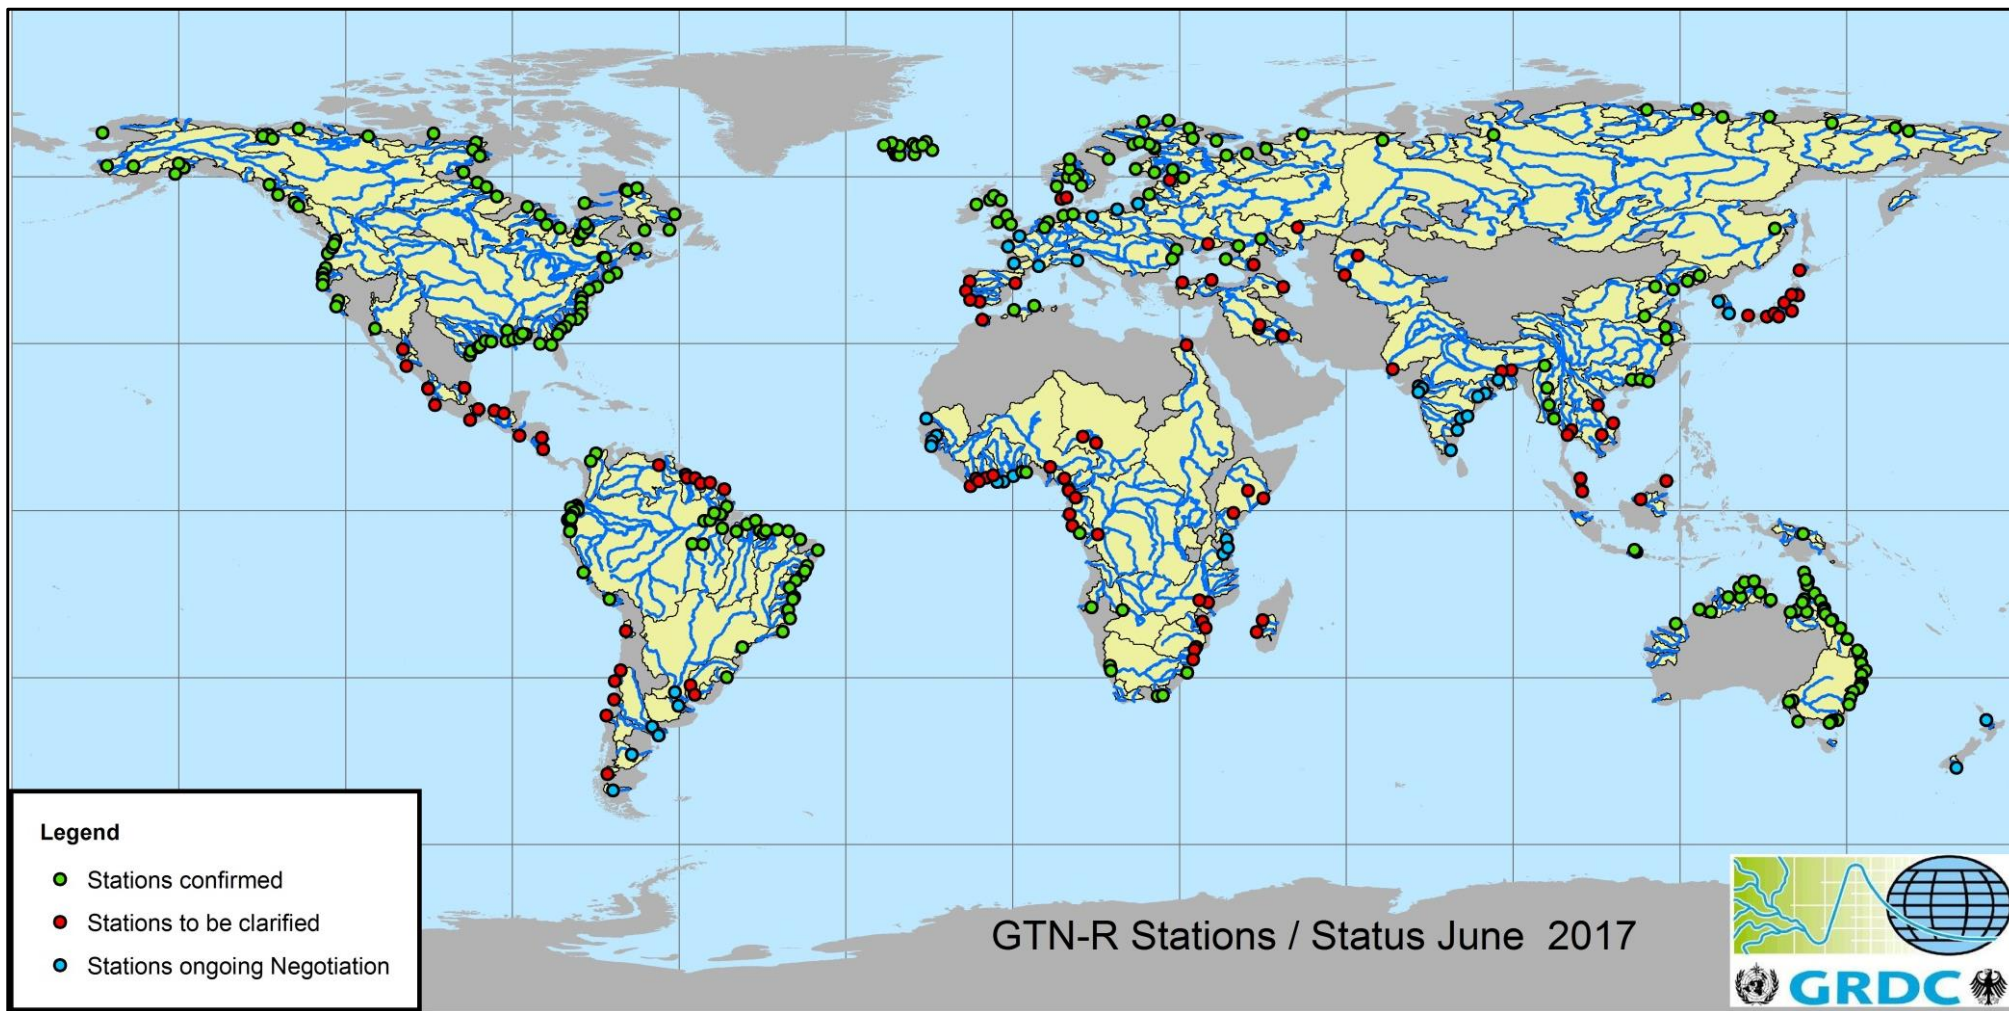 Legend
Stations confirmed
Stations to be clarified
Stations ongoing Negotiation
GTN-R Stations / Status June 2017
GRDC